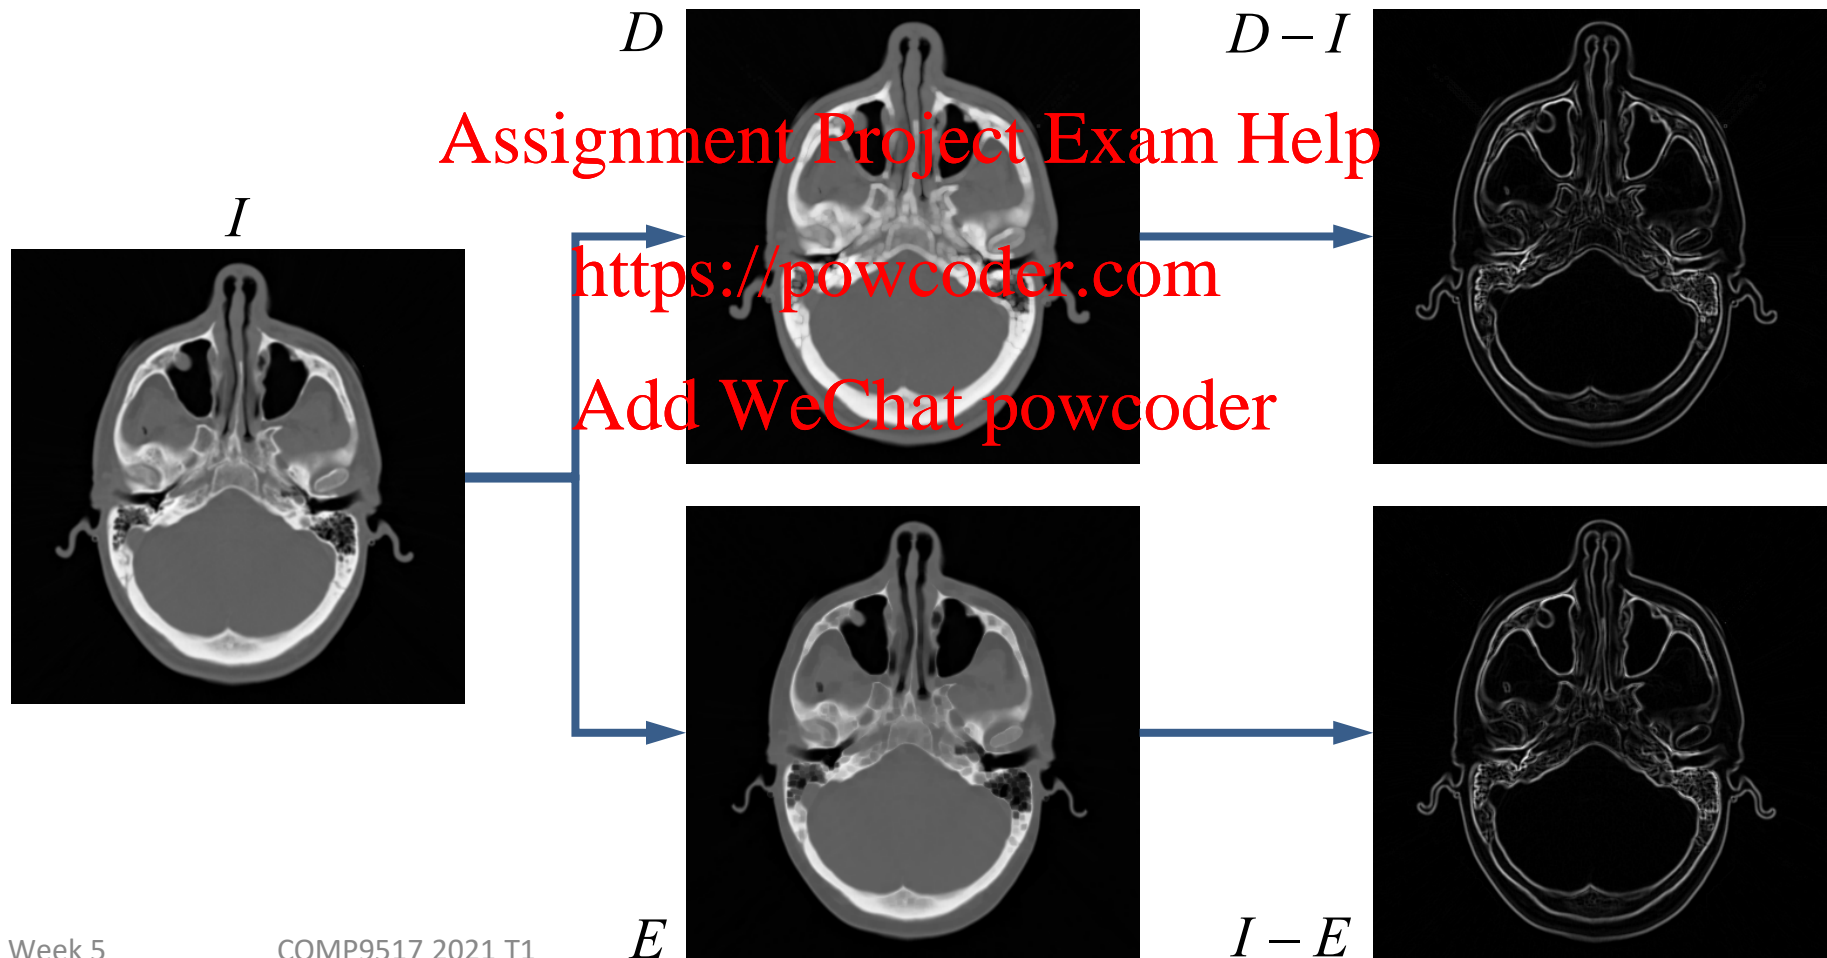 D
D – I
Assignment Project Exam Help
I
https://powcoder.com
Add WeChat powcoder
E
I – E
Week 5
COMP9517 2021 T1